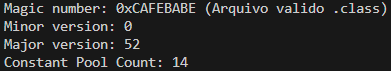 Magic number: 0xCAFEBABE (Arquivo valido .class)
Minor version: 0
Major version: 52
Constant Pool Count: 14